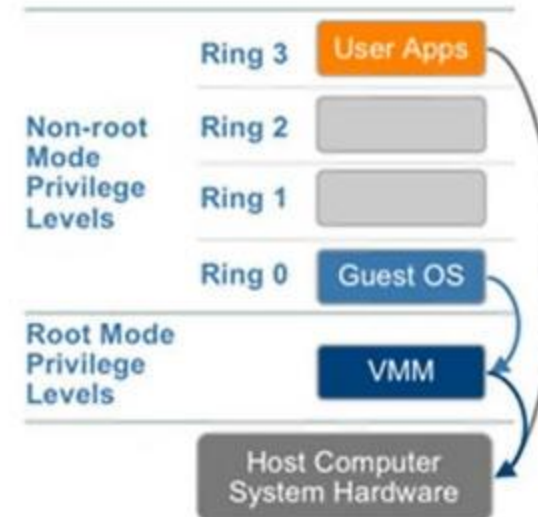 Ring 3
User Apps
Non-root
Mode
Privilege
Levels
Ring 2
Ring 1
Ring 0
Guest OS
Root Mode
Privilege
Levels
VMM
Host Computer
System Hardware